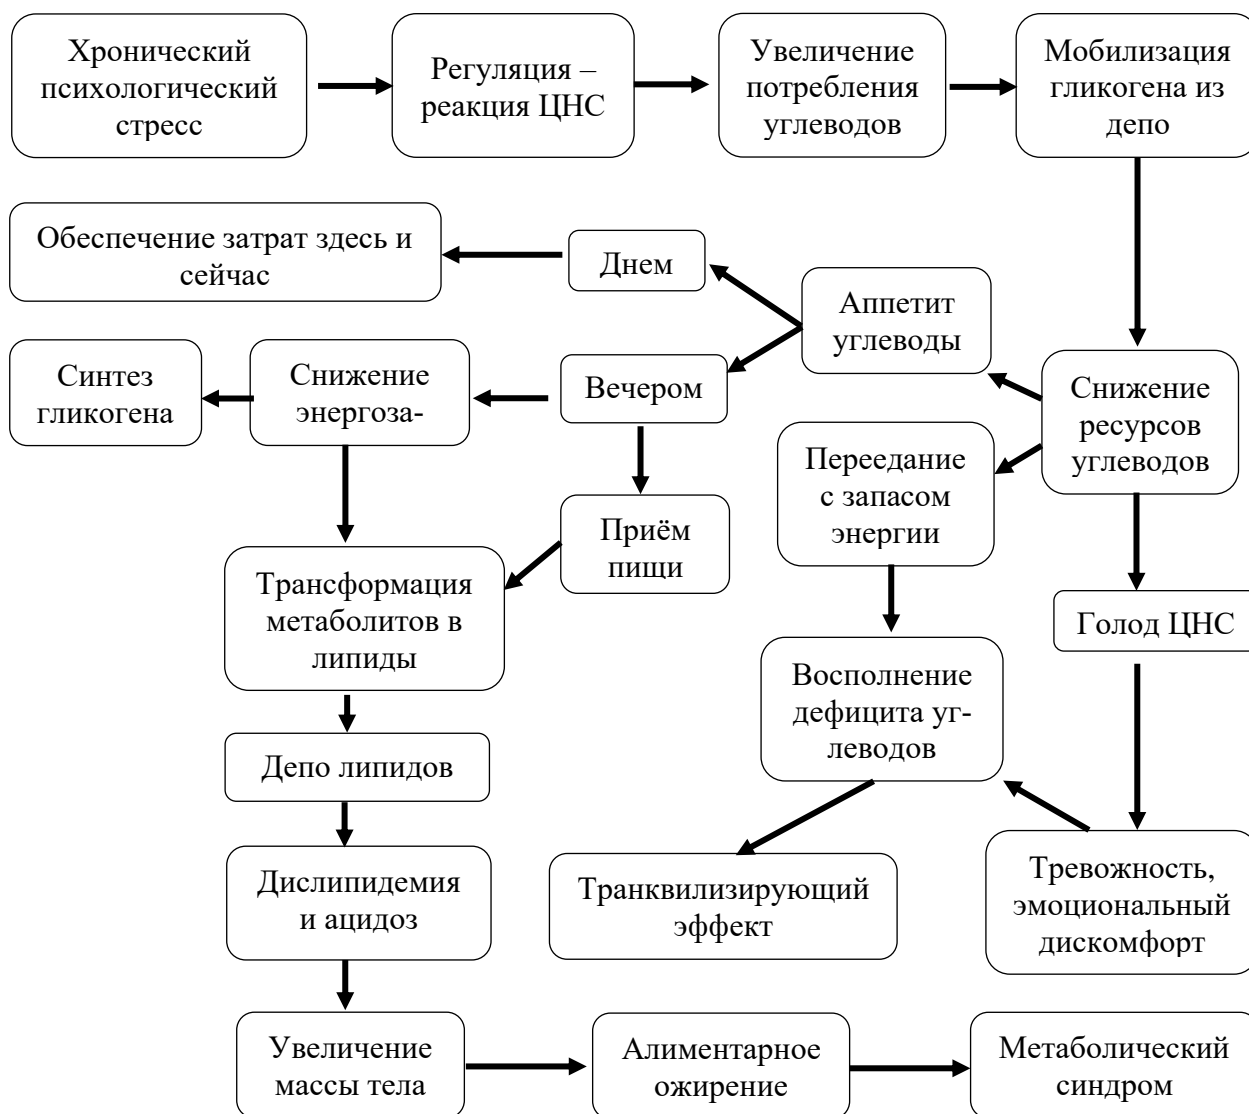 Хронический
психологический
стресс
Регуляция –
реакция ЦНС
Увеличение
потребления
углеводов
Мобилизация
гликогена из
депо
Обеспечение затрат здесь и
сейчас
Днем
Аппетит
углеводы
Синтез
гликогена
Снижение
энергоза-
Вечером
Снижение
ресурсов
углеводов
Переедание
с запасом
энергии
Приём
пищи
Трансформация
метаболитов в
липиды
Голод ЦНС
Восполнение
дефицита уг-
леводов
Депо липидов
Дислипидемия
и ацидоз
Транквилизирующий
эффект
Тревожность,
эмоциональный
дискомфорт
Увеличение
массы тела
Алиментарное
ожирение
Метаболический
синдром